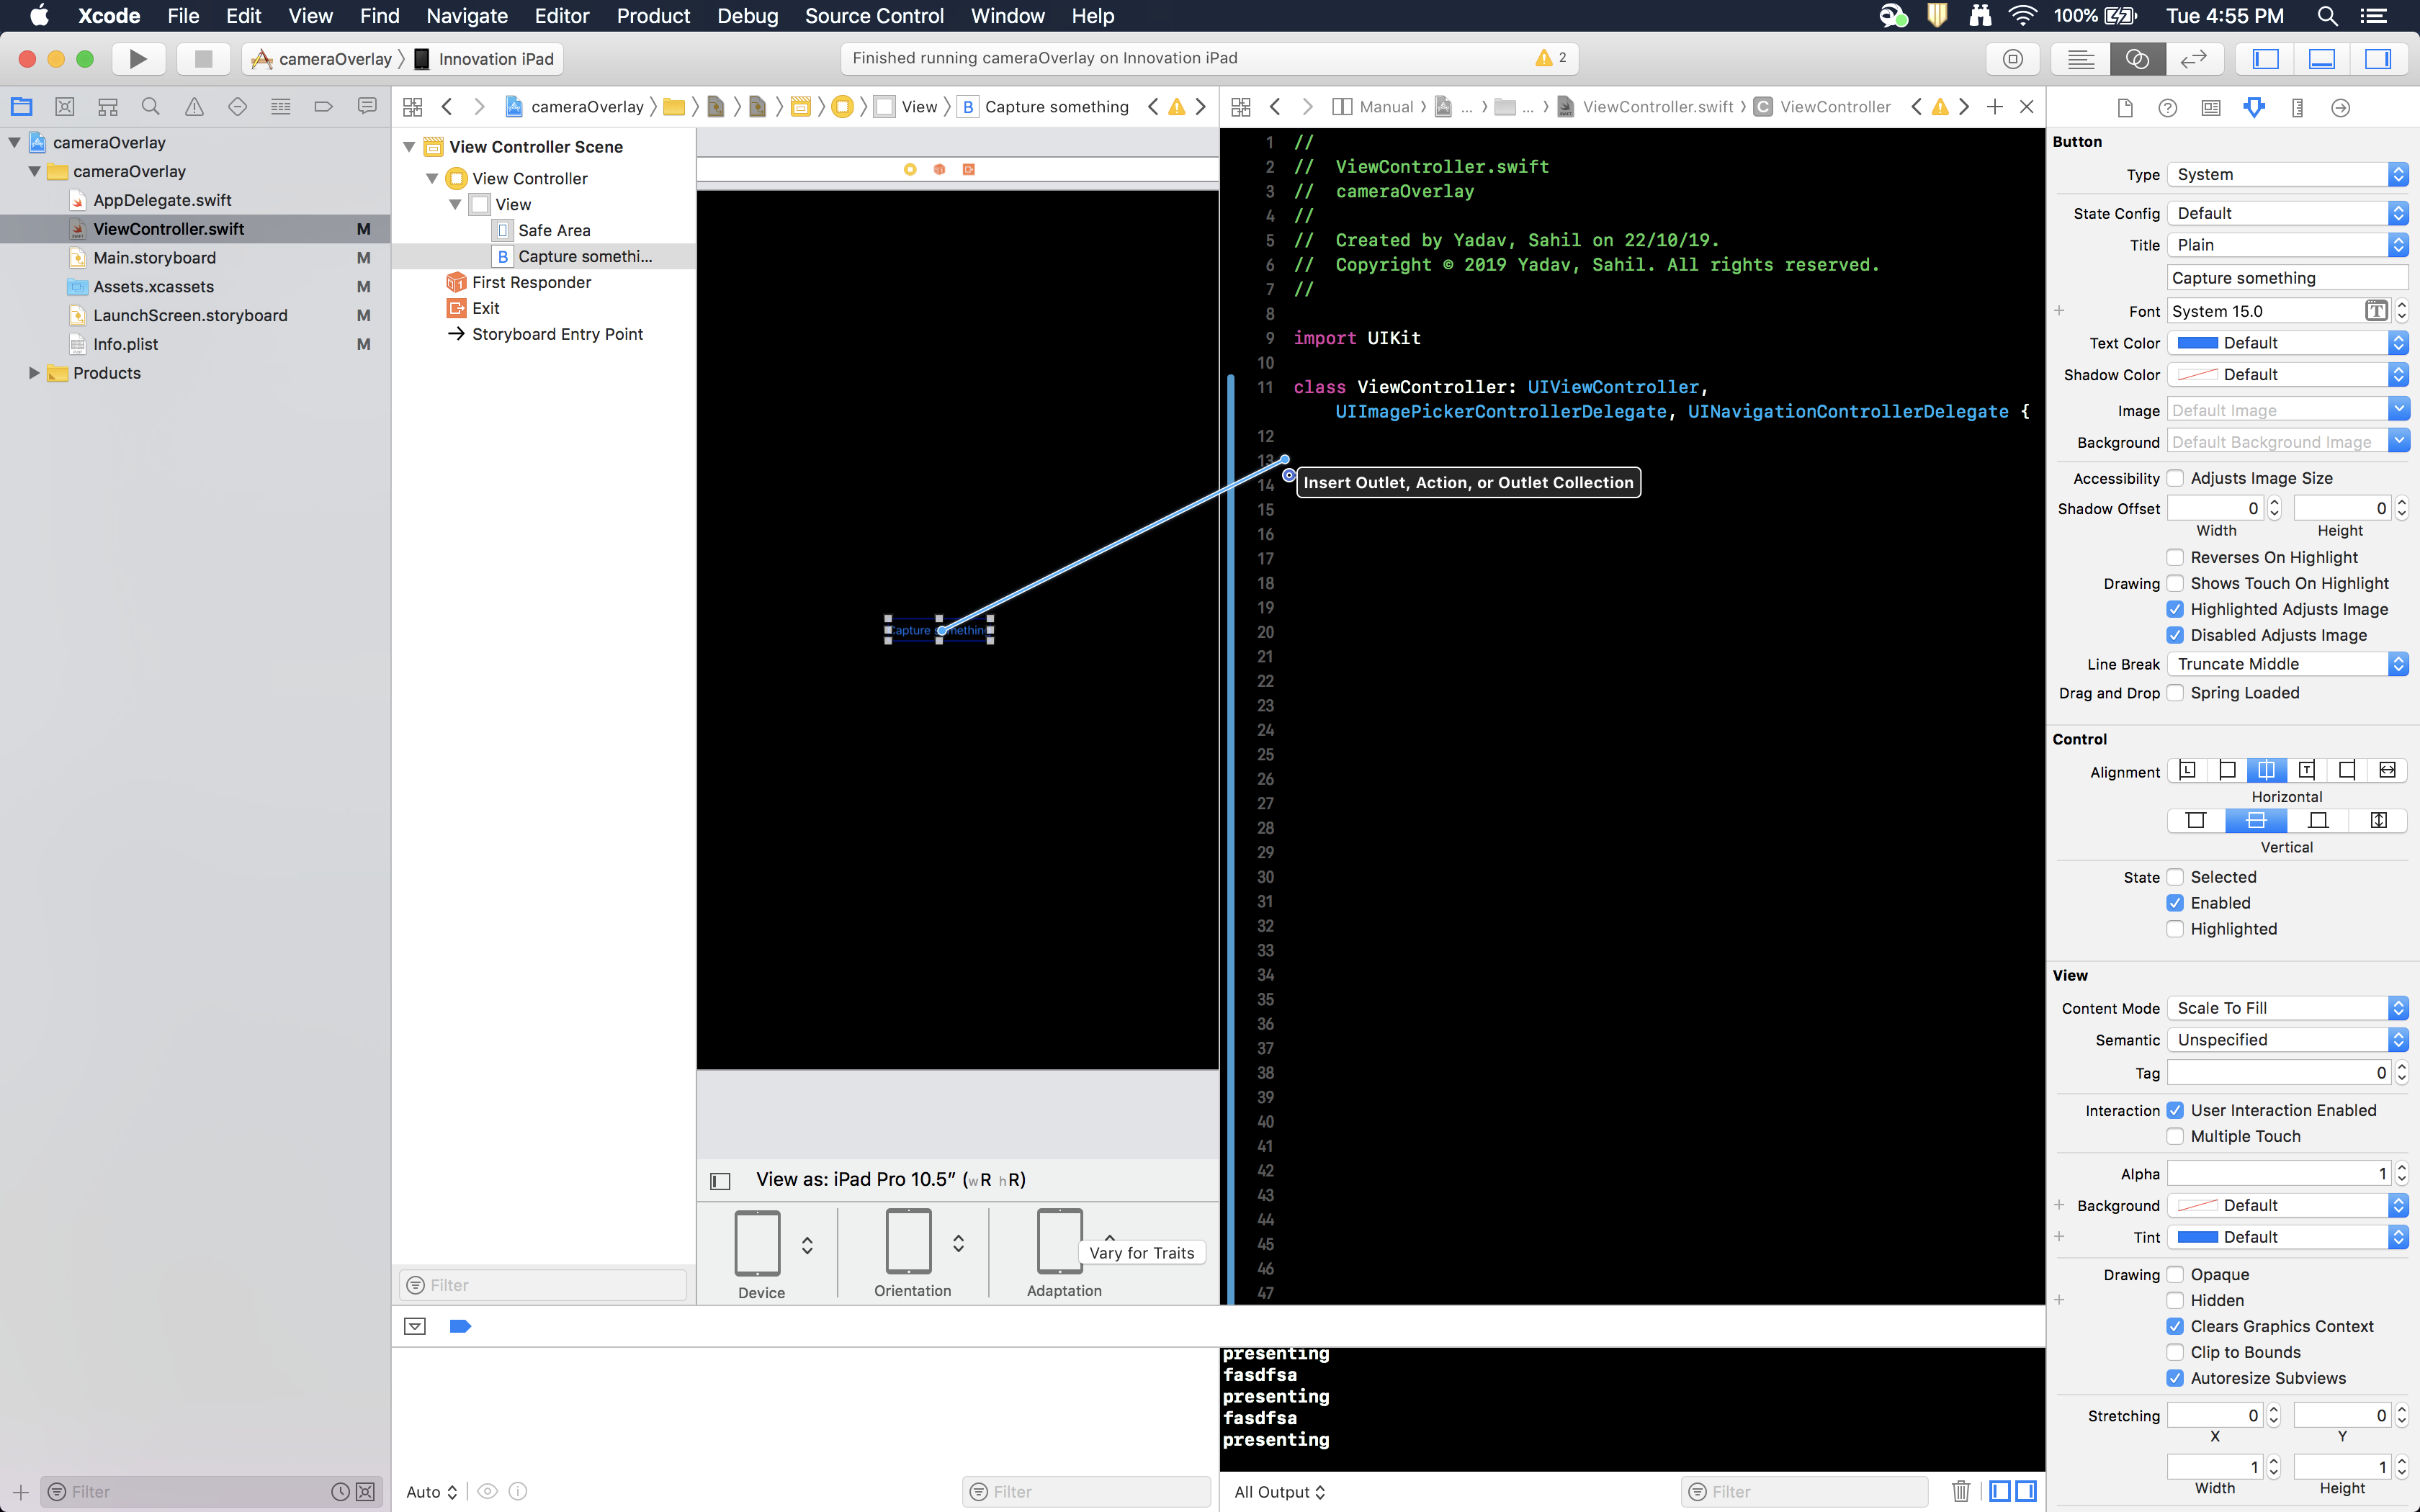 Xcode File Edit View Find Navigate Editor Product Debug Source Control Window Help 100% Tue 4:55 PM
cameraOverlay Innovation iPad
Finished running cameraOverlay on Innovation iPad 2
cameraOverlay
cameraOverlay
AppDelegate.swift
ViewController.swift M
Main.storyboard M
Assets.xcassets M
LaunchScreen.storyboard M
Info.plist M
Products
Filter
cameraOverlay View B Capture something
View Controller Scene
View Controller
View
Safe Area
B Capture somethi...
First Responder
Exit
Storyboard Entry Point
Filter
Capture something
View as: iPad Pro 10.5″ (wR hR)
Device
Orientation
Adaptation
Vary for Traits
Manual ... ... ViewController.swift C ViewController
1 //
2 // ViewController.swift
3 // cameraOverlay
4 //
5 // Created by Yadav, Sahil on 22/10/19.
6 // Copyright © 2019 Yadav, Sahil. All rights reserved.
7 //
8
9 import UIKit
10
11 class ViewController: UIViewController,
UIImagePickerControllerDelegate, UINavigationControllerDelegate {
12
13
14
Insert Outlet, Action, or Outlet Collection
15
16
17
18
19
20
21
22
23
24
25
26
27
28
29
30
31
32
33
34
35
36
37
38
39
40
41
42
43
44
45
46
47
presenting
fasdfsa
presenting
fasdfsa
presenting
Auto
Filter
All Output
Filter
Button
Type System
State Config Default
Title Plain
Capture something
Font System 15.0
Text Color Default
Shadow Color Default
Image Default Image
Background Default Background Image
Accessibility Adjusts Image Size
Shadow Offset 0 0
Width Height
Reverses On Highlight
Drawing Shows Touch On Highlight
Highlighted Adjusts Image
Disabled Adjusts Image
Line Break Truncate Middle
Drag and Drop Spring Loaded
Control
Alignment
Horizontal
Vertical
State Selected
Enabled
Highlighted
View
Content Mode Scale To Fill
Semantic Unspecified
Tag 0
Interaction User Interaction Enabled
Multiple Touch
Alpha 1
Background Default
Tint Default
Drawing Opaque
Hidden
Clears Graphics Context
Clip to Bounds
Autoresize Subviews
Stretching 0 0
X Y
1 1
Width Height